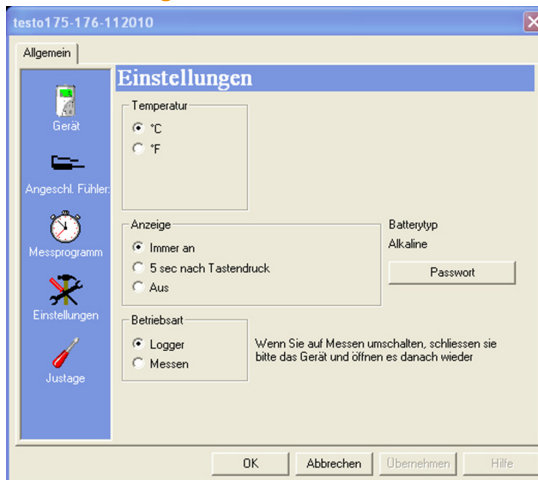 testo175-176-112010
Allgemein
Einstellungen
Gerät
Angeschl. Fühler:
Messprogramm
Einstellungen
Justage
Temperatur
°C
°F
Anzeige
Immer an
5 sec nach Tastendruck
Aus
Batterytyp
Alkaline
Passwort
Betriebsart
Logger
Messen
Wenn Sie auf Messen umschalten, schliessen sie
bitte das Gerät und öffnen es danach wieder
OK
Abbrechen
Übernehmen
Hilfe